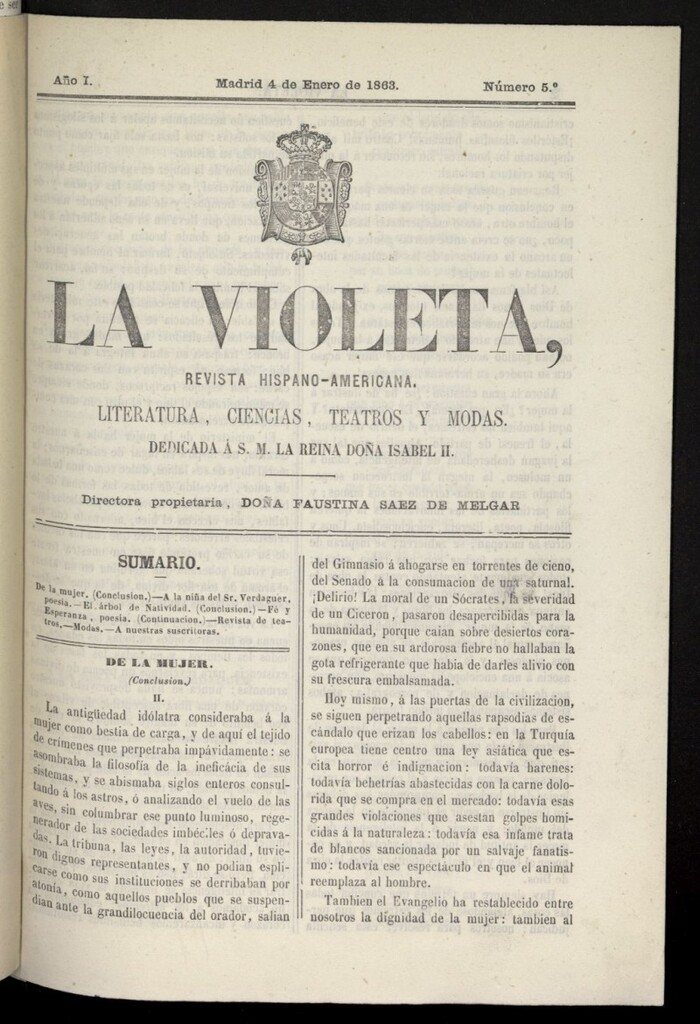 Año I.
Madrid 4 de Enero de 1863.
Número 5.º
LA VIOLETA,
REVISTA HISPANO-AMERICANA.
LITERATURA, CIENCIAS, TEATROS Y MODAS.
DEDICADA Á S. M. LA REINA DOÑA ISABEL II.
Directora propietaria, DOÑA FAUSTINA SAEZ DE MELGAR
SUMARIO.
De la mujer. (Conclusion.)—A la niña del Sr. Verdaguer,
poesía.—El árbol de Natividad. (Conclusion.)—Fé y
Esperanza, poesia. (Continuacion.)—Revista de tea-
tros.—Modas.—A nuestras suscritoras.
DE LA MUJER.
(Conclusion.)
II.
La antigüedad idólatra consideraba á la
mujer como bestia de carga, y de aquí el tejido
de crímenes que perpetraba impávidamente: se
asombraba la filosofía de la ineficácia de sus
sistemas, y se abismaba siglos enteros consul-
tando á los astros, ó analizando el vuelo de las
aves, sin columbrar ese punto luminoso, rege-
nerador de las sociedades imbéciles ó deprava-
das. La tribuna, las leyes, la autoridad, tuvie-
ron dignos representantes, y no podian espli-
carse como sus instituciones se derribaban por
atonía, como aquellos pueblos que se suspen-
dian ante la grandilocuencia del orador, salian
del Gimnasio á ahogarse en torrentes de cieno,
del Senado á la consumacion de una saturnal.
¡Delirio! La moral de un Sócrates, la severidad
de un Ciceron, pasaron desapercibidas para la
humanidad, porque caian sobre desiertos cora-
zones, que en su ardorosa fiebre no hallaban la
gota refrigerante que habia de darles alivio con
su frescura embalsamada.
Hoy mismo, á las puertas de la civilizacion,
se siguen perpetrando aquellas rapsodías de es-
cándalo que erizan los cabellos: en la Turquía
europea tiene centro una ley asiática que es-
cita horror é indignacion: todavía harenes:
todavía behetrías abastecidas con la carne dolo-
rida que se compra en el mercado: todavía esas
grandes violaciones que asestan golpes homi-
cidas á la naturaleza: todavía esa infame trata
de blancos sancionada por un salvaje fanatis-
mo: todavía ese espectáculo en que el animal
reemplaza al hombre.
Tambien el Evangelio ha restablecido entre
nosotros la dignidad de la mujer: tambien al